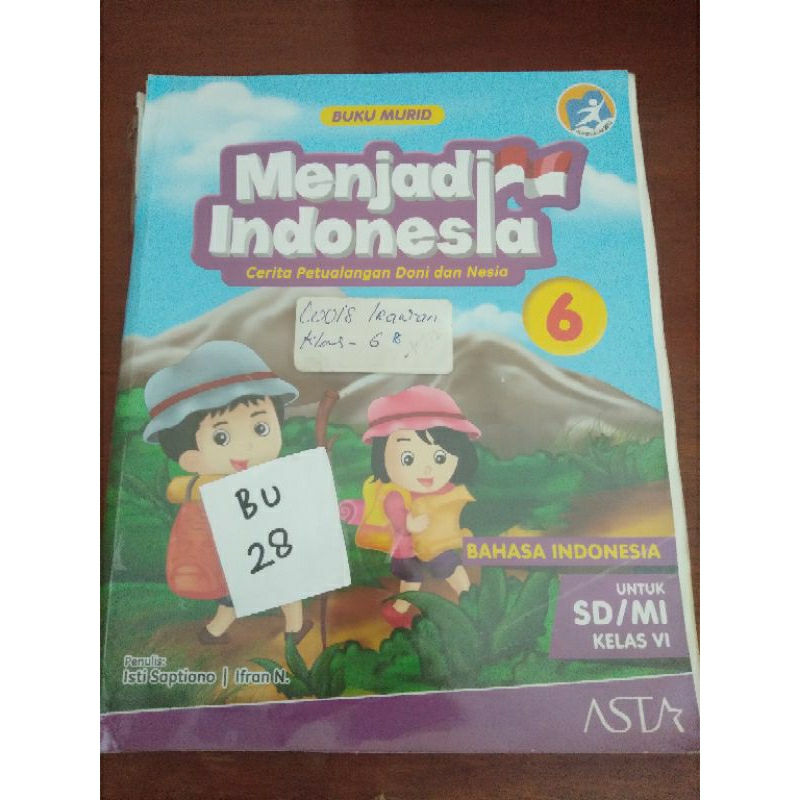 BUKU MURID
Menjadi
Indonesia
Cerita Petualangan Doni dan Nesia
6
Irawan
Kelas - 6 B
BU
28
BAHASA INDONESIA
UNTUK
SD/MI
KELAS VI
Penulis:
Isti Saptiono | Ifran N.
ASTA